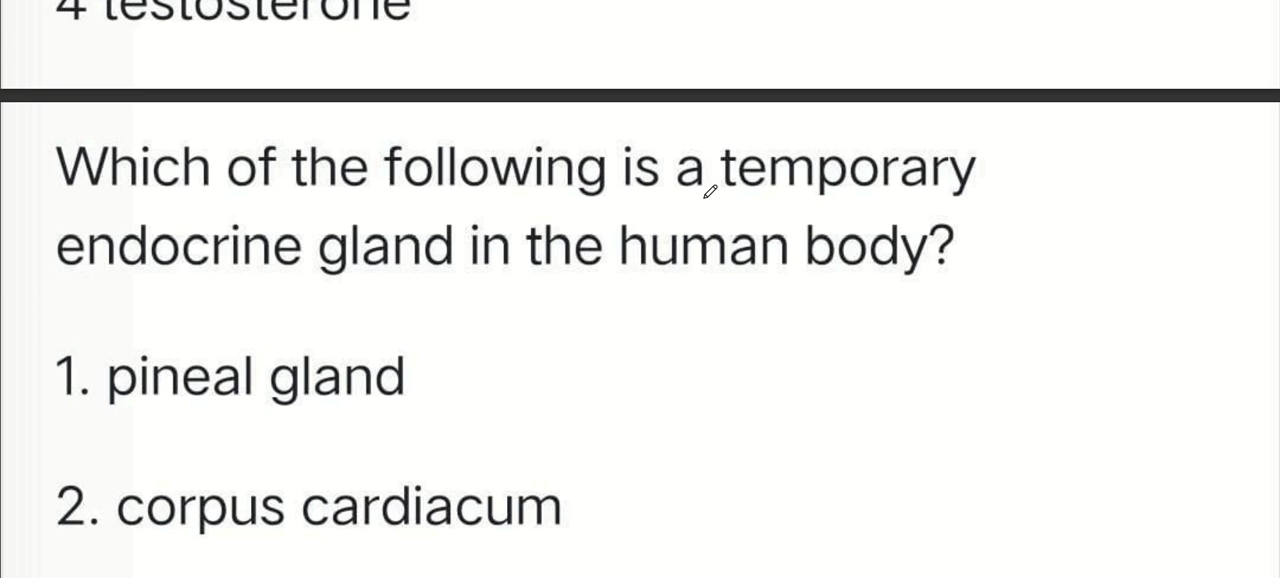 4 testosterone
Which of the following is a temporary
endocrine gland in the human body?
1. pineal gland
2. corpus cardiacum